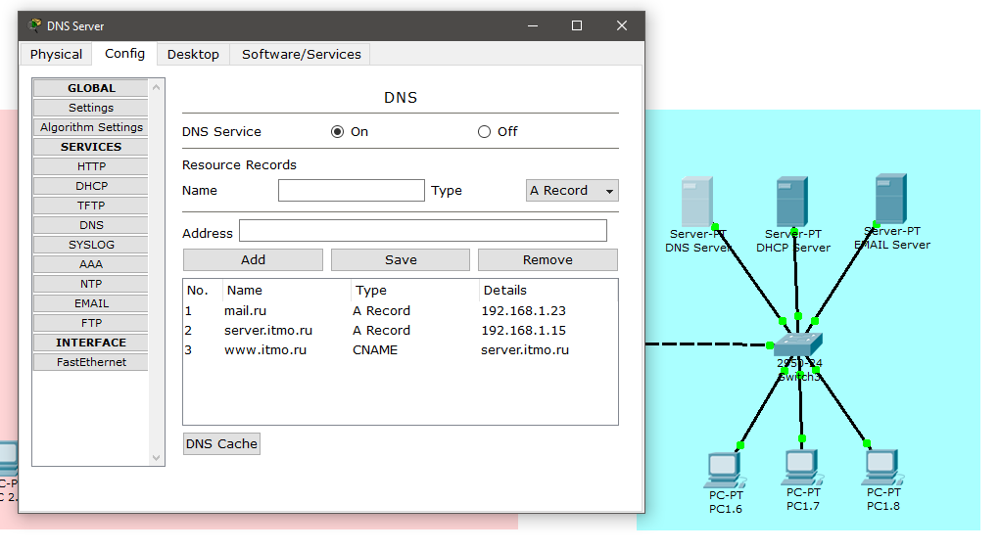 DNS Server
Physical Config Desktop Software/Services
GLOBAL
Settings
Algorithm Settings
SERVICES
HTTP
DHCP
TFTP
DNS
SYSLOG
AAA
NTP
EMAIL
FTP
INTERFACE
FastEthernet
DNS
DNS Service On Off
Resource Records
Name Type A Record
Address
Add Save Remove
No. Name Type Details
1 mail.ru A Record 192.168.1.23
2 server.itmo.ru A Record 192.168.1.15
3 www.itmo.ru CNAME server.itmo.ru
DNS Cache
Server-PT
DNS Server
Server-PT
DHCP Server
Server-PT
EMAIL Server
2950-24
Switch3
PC-PT
PC1.6
PC-PT
PC1.7
PC-PT
PC1.8